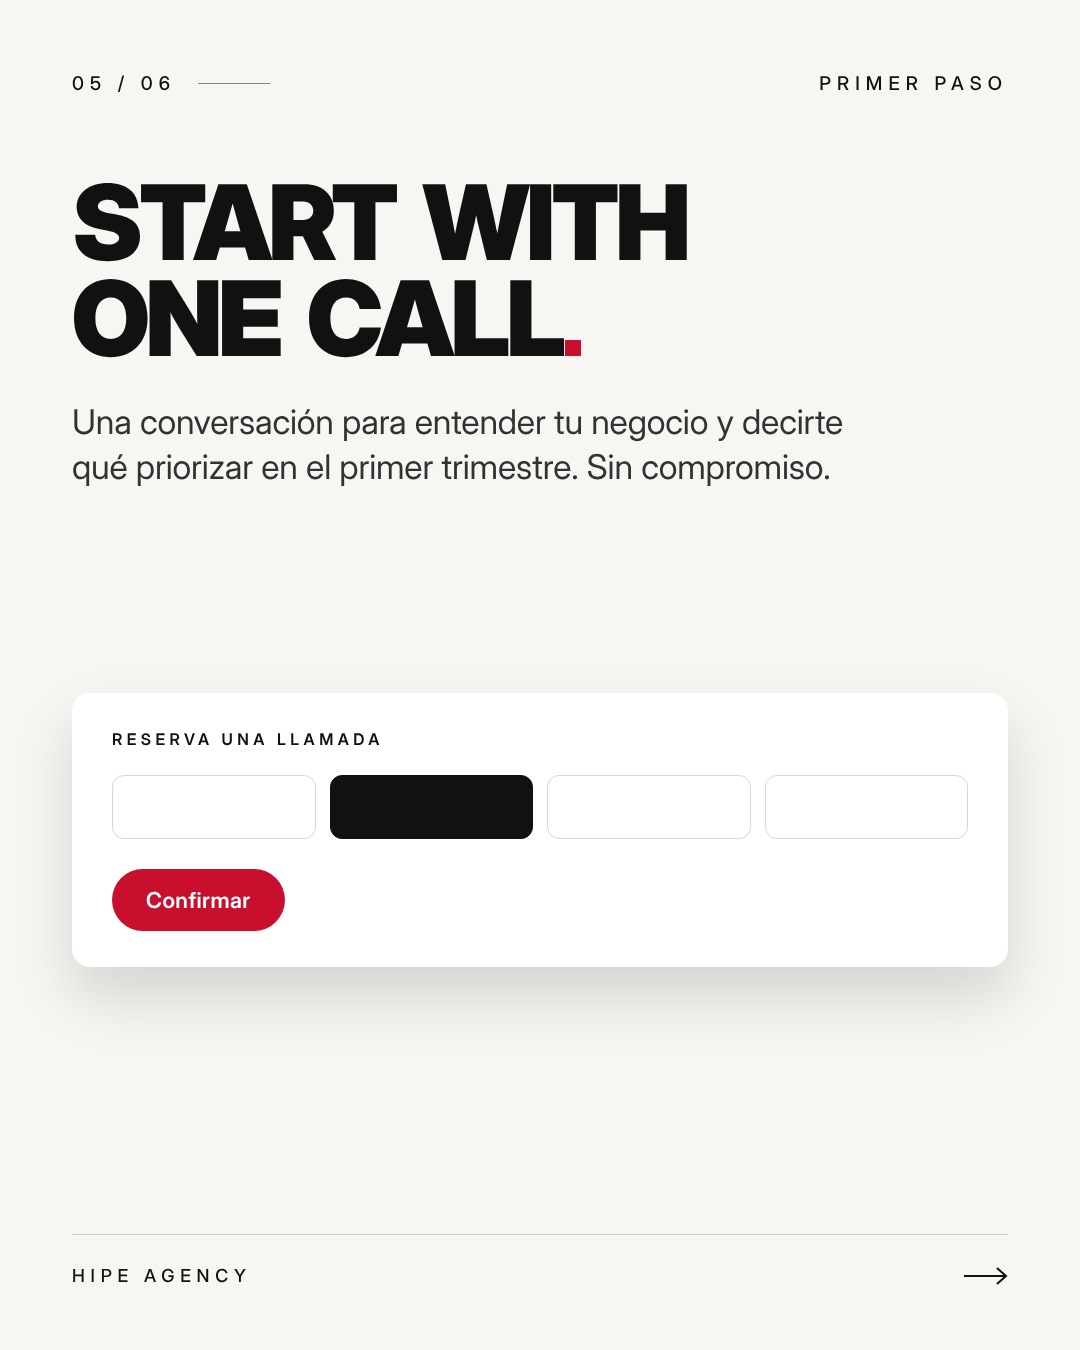 05 / 06
PRIMER PASO
START WITH
ONE CALL.
Una conversación para entender tu negocio y decirte
qué priorizar en el primer trimestre. Sin compromiso.
RESERVA UNA LLAMADA
Confirmar
HIPE AGENCY